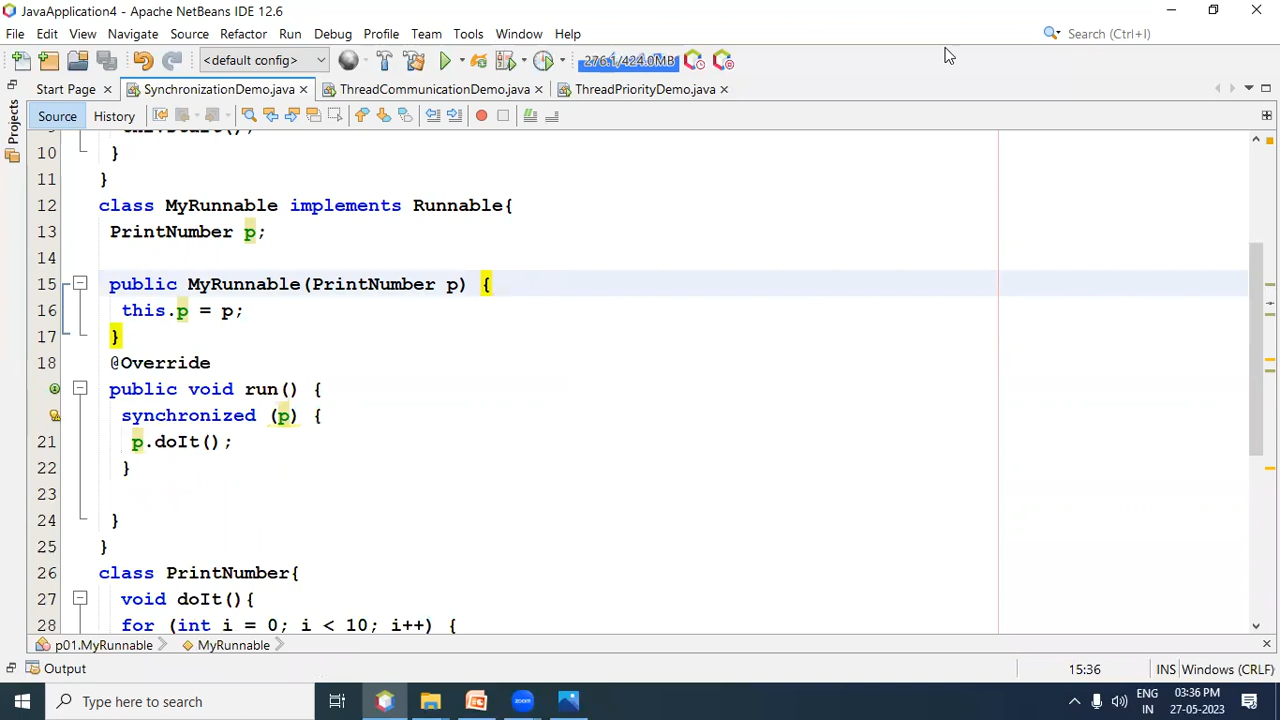 JavaApplication4 - Apache NetBeans IDE 12.6
File Edit View Navigate Source Refactor Run Debug Profile Team Tools Window Help
Search (Ctrl+I)
<default config>
276.1/424.0MB
Start Page SynchronizationDemo.java ThreadCommunicationDemo.java ThreadPriorityDemo.java
Source History
Projects
10 }
11 }
12 class MyRunnable implements Runnable{
13 PrintNumber p;
14
15 public MyRunnable(PrintNumber p) {
16 this.p = p;
17 }
18 @Override
public void run() {
synchronized (p) {
21 p.doIt();
22 }
23
24 }
25 }
26 class PrintNumber{
27 void doIt(){
28 for (int i = 0; i < 10; i++) {
p01.MyRunnable MyRunnable
Output
15:36 INS Windows (CRLF)
Type here to search
ENG
IN
03:36 PM
27-05-2023